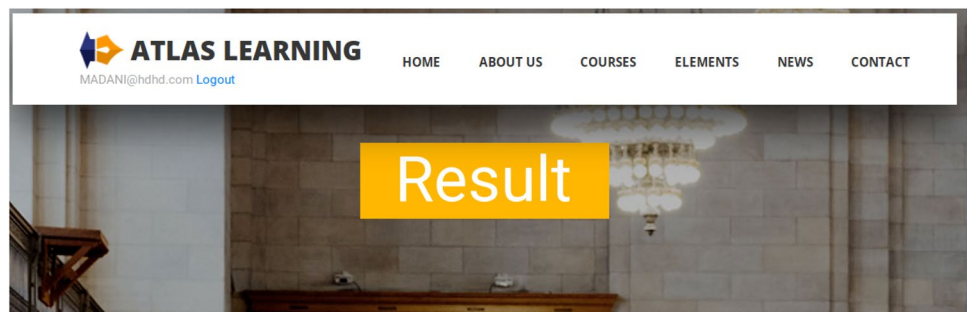 ATLAS LEARNING
MADANI@hdhd.com Logout
HOME ABOUT US COURSES ELEMENTS NEWS CONTACT
Result